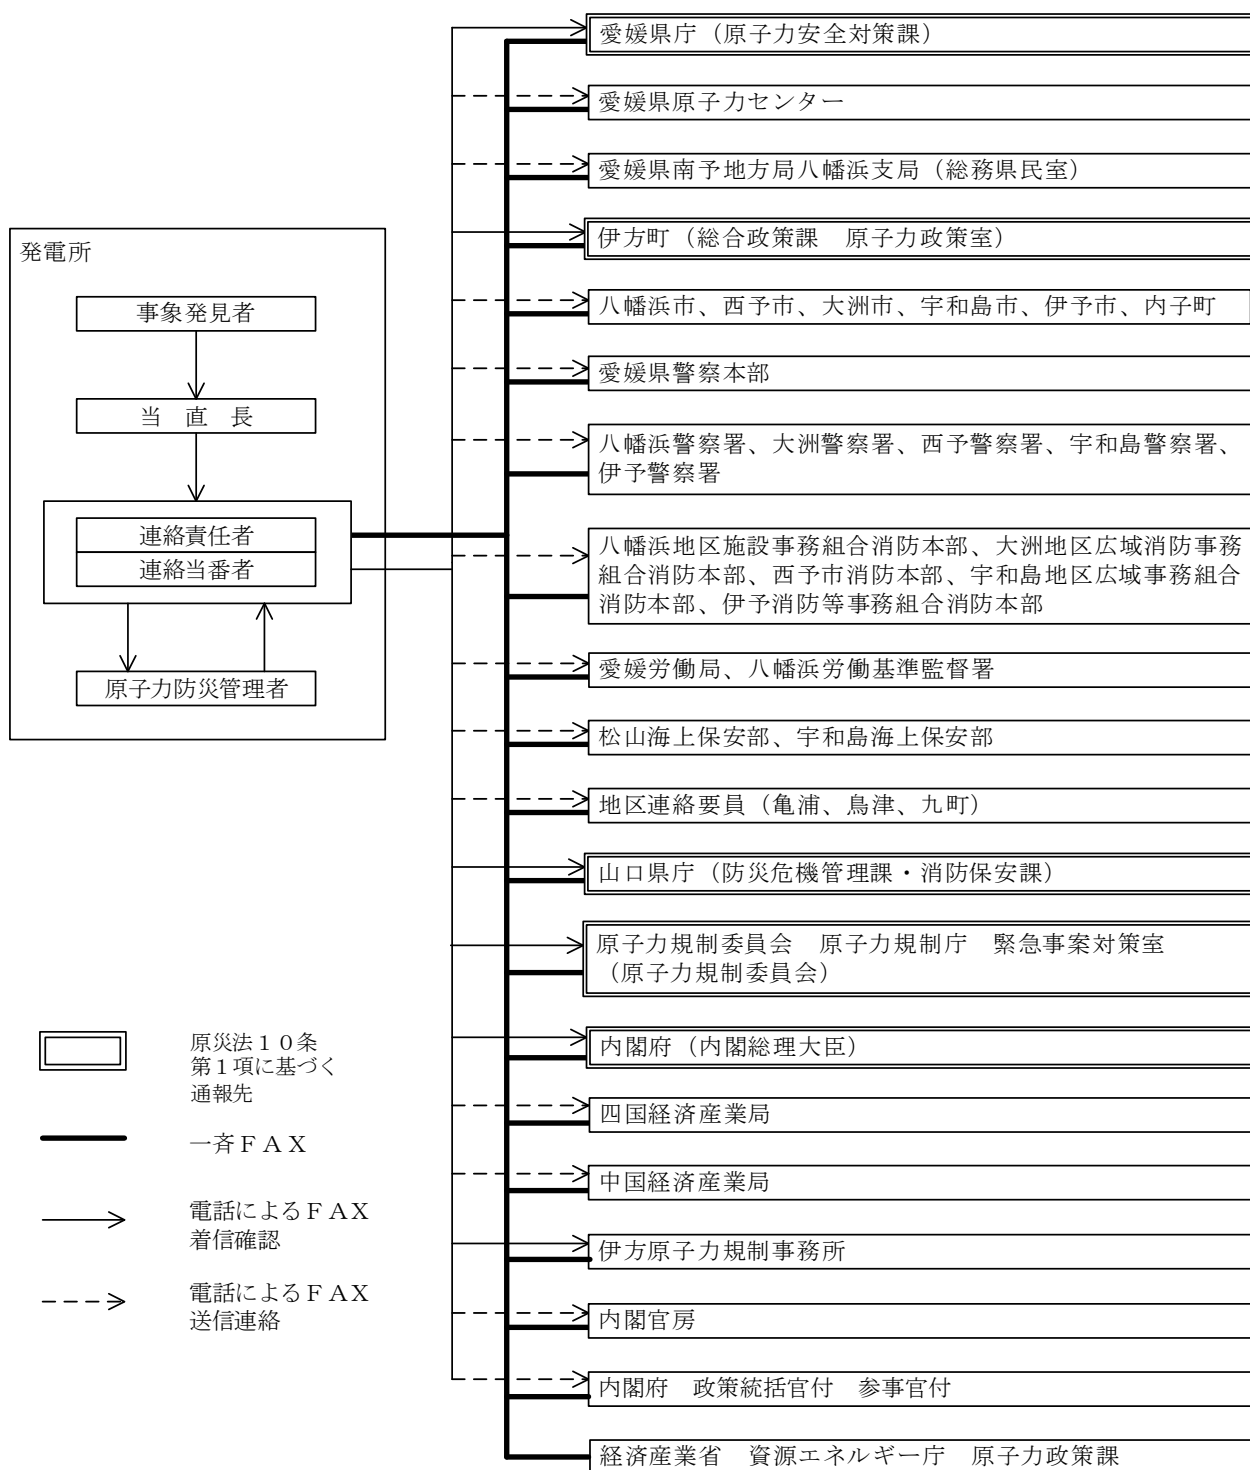 愛媛県庁（原子力安全対策課）
愛媛県原子力センター
愛媛県南予地方局八幡浜支局（総務県民室）
伊方町（総合政策課　原子力政策室）
八幡浜市、西予市、大洲市、宇和島市、伊予市、内子町
愛媛県警察本部
八幡浜警察署、大洲警察署、西予警察署、宇和島警察署、
伊予警察署
八幡浜地区施設事務組合消防本部、大洲地区広域消防事務
組合消防本部、西予市消防本部、宇和島地区広域事務組合
消防本部、伊予消防等事務組合消防本部
愛媛労働局、八幡浜労働基準監督署
松山海上保安部、宇和島海上保安部
地区連絡要員（亀浦、鳥津、九町）
山口県庁（防災危機管理課・消防保安課）
原子力規制委員会　原子力規制庁　緊急事案対策室
（原子力規制委員会）
内閣府（内閣総理大臣）
四国経済産業局
中国経済産業局
伊方原子力規制事務所
内閣官房
内閣府　政策統括官付　参事官付
経済産業省　資源エネルギー庁　原子力政策課
発電所
事象発見者
当　直　長
連絡責任者
連絡当番者
原子力防災管理者
原災法１０条
第１項に基づく
通報先
一斉ＦＡＸ
電話によるＦＡＸ
着信確認
電話によるＦＡＸ
送信連絡